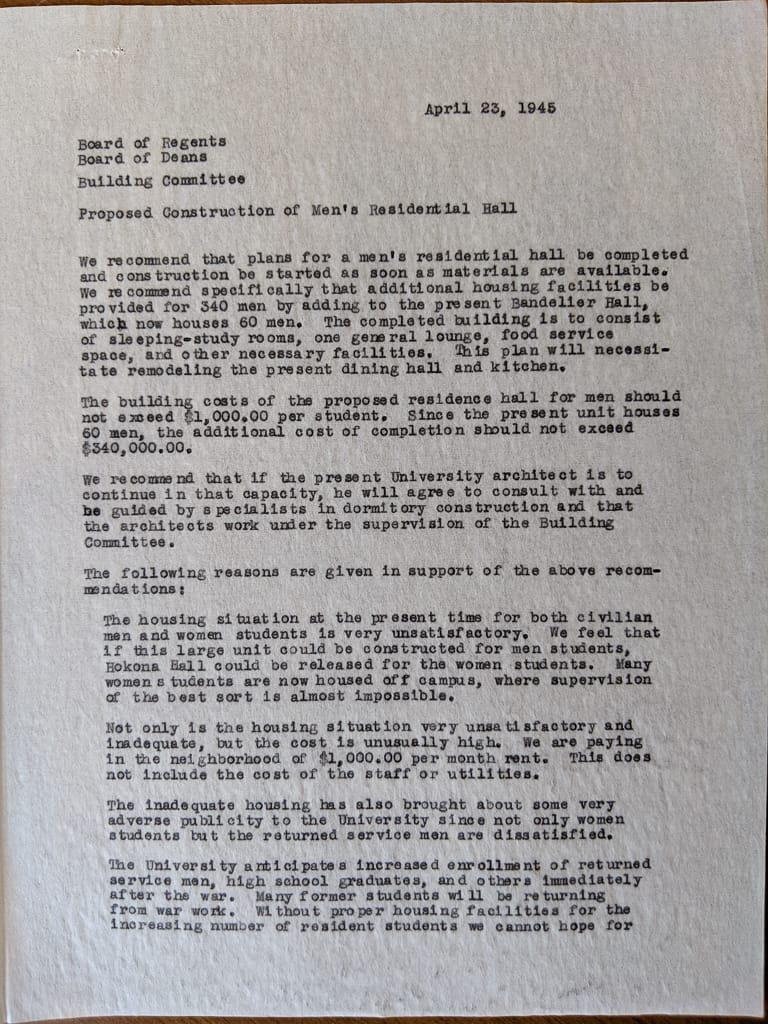 April 23, 1945
Board of Regents
Board of Deans
Building Committee
Proposed Construction of Men's Residential Hall
We recommend that plans for a men's residential hall be completed
and construction be started as soon as materials are available.
We recommend specifically that additional housing facilities be
provided for 340 men by adding to the present Bandelier Hall,
which now houses 60 men. The completed building is to consist
of sleeping-study rooms, one general lounge, food service
space, and other necessary facilities. This plan will necessi-
tate remodeling the present dining hall and kitchen.
The building costs of the proposed residence hall for men should
not exceed $1,000.00 per student. Since the present unit houses
60 men, the additional cost of completion should not exceed
$340,000.00.
We recommend that if the present University architect is to
continue in that capacity, he will agree to consult with and
be guided by specialists in dormitory construction and that
the architects work under the supervision of the Building
Committee.
The following reasons are given in support of the above recom-
mendations:
The housing situation at the present time for both civilian
men and women students is very unsatisfactory. We feel that
if this large unit could be constructed for men students,
Hokona Hall could be released for the women students. Many
women students are now housed off campus, where supervision
of the best sort is almost impossible.
Not only is the housing situation very unsatisfactory and
inadequate, but the cost is unusually high. We are paying
in the neighborhood of $1,000.00 per month rent. This does
not include the cost of the staff or utilities.
The inadequate housing has also brought about some very
adverse publicity to the University since not only women
students but the returned service men are dissatisfied.
The University anticipates increased enrollment of returned
service men, high school graduates, and others immediately
after the war. Many former students will be returning
from war work. Without proper housing facilities for the
increasing number of resident students we cannot hope for